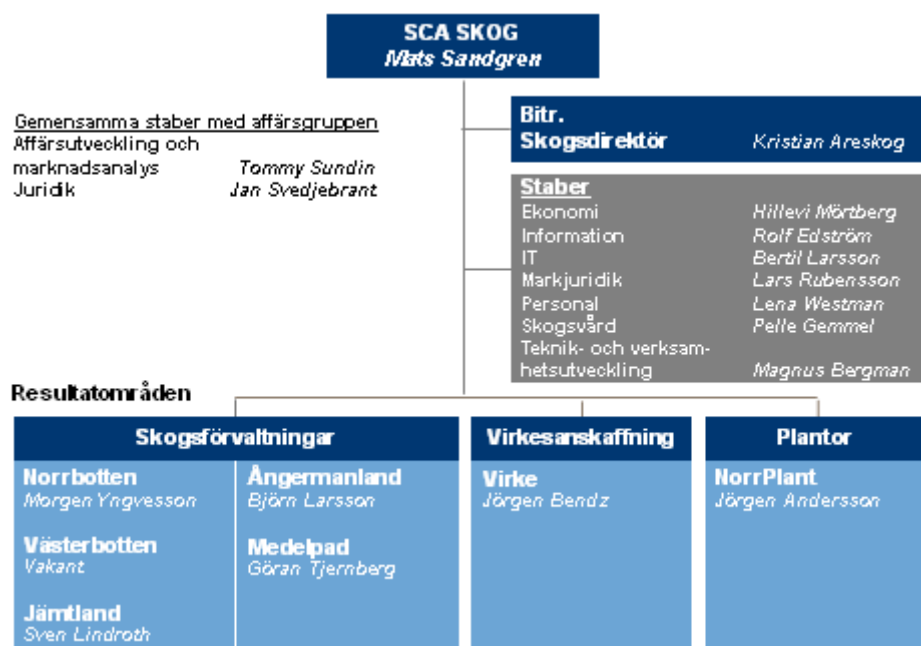 SCA SKOG
Mats Sandgren
Gemensamma staber med affärsgruppen
Affärsutveckling och
marknadsanalys Tommy Sundin
Juridik Jan Svedjebrant
Bitr.
Skogsdirektör Kristian Areskog
Staber
Ekonomi Hillevi Mörtberg
Information Rolf Edström
IT Bertil Larsson
Markjuridik Lars Rubensson
Personal Lena Westman
Skogsvård Pelle Gemmel
Teknik- och verksam-
hetsutveckling Magnus Bergman
Resultatområden
Skogsförvaltningar
Norrbotten
Morgen Yngvesson
Västerbotten
Vakant
Jämtland
Sven Lindroth
Ångermanland
Björn Larsson
Medelpad
Göran Tjernberg
Virkesanskaffning
Virke
Jörgen Bendz
Plantor
NorrPlant
Jörgen Andersson